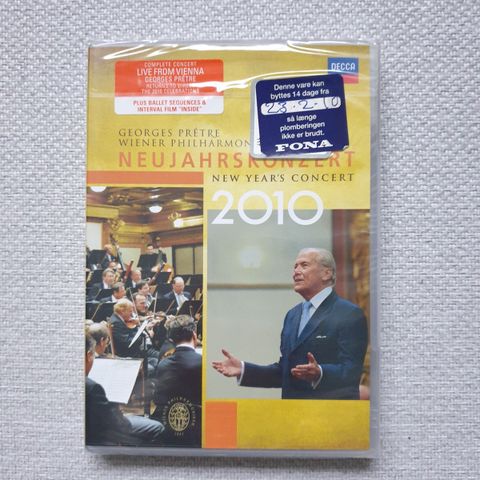 COMPLETE CONCERT
LIVE FROM VIENNA
GEORGES PRÊTRE
RETURNS TO DIRECT
THE 2010 CELEBRATIONS
PLUS BALLET SEQUENCES &
INTERVAL FILM "INSIDE"
DECCA
Denne vare kan
byttes 14 dage fra
23-2-10
så længe
plomberingen
ikke er brudt.
FONA
GEORGES PRÊTRE
WIENER PHILHARMON
NEUJAHRSKONZERT
NEW YEAR'S CONCERT
2010